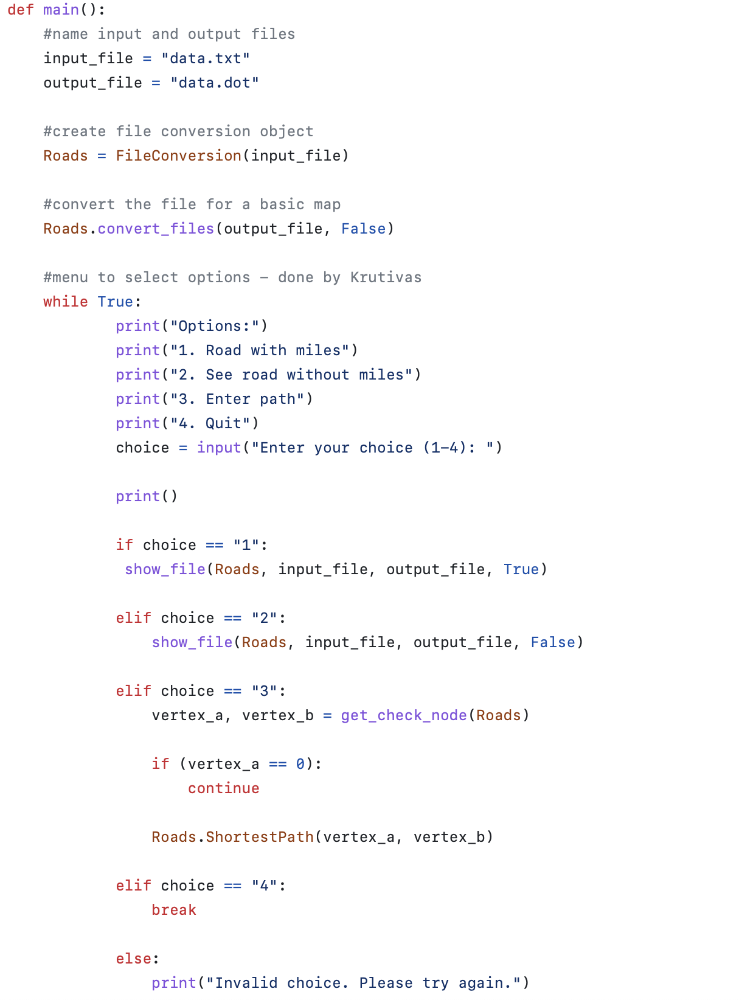 def main():
    #name input and output files
    input_file = "data.txt"
    output_file = "data.dot"

    #create file conversion object
    Roads = FileConversion(input_file)

    #convert the file for a basic map
    Roads.convert_files(output_file, False)

    #menu to select options – done by Krutivas
    while True:
            print("Options:")
            print("1. Road with miles")
            print("2. See road without miles")
            print("3. Enter path")
            print("4. Quit")
            choice = input("Enter your choice (1–4): ")

            print()

            if choice == "1":
             show_file(Roads, input_file, output_file, True)

            elif choice == "2":
                show_file(Roads, input_file, output_file, False)

            elif choice == "3":
                vertex_a, vertex_b = get_check_node(Roads)

                if (vertex_a == 0):
                    continue

                Roads.ShortestPath(vertex_a, vertex_b)

            elif choice == "4":
                break

            else:
                print("Invalid choice. Please try again.")